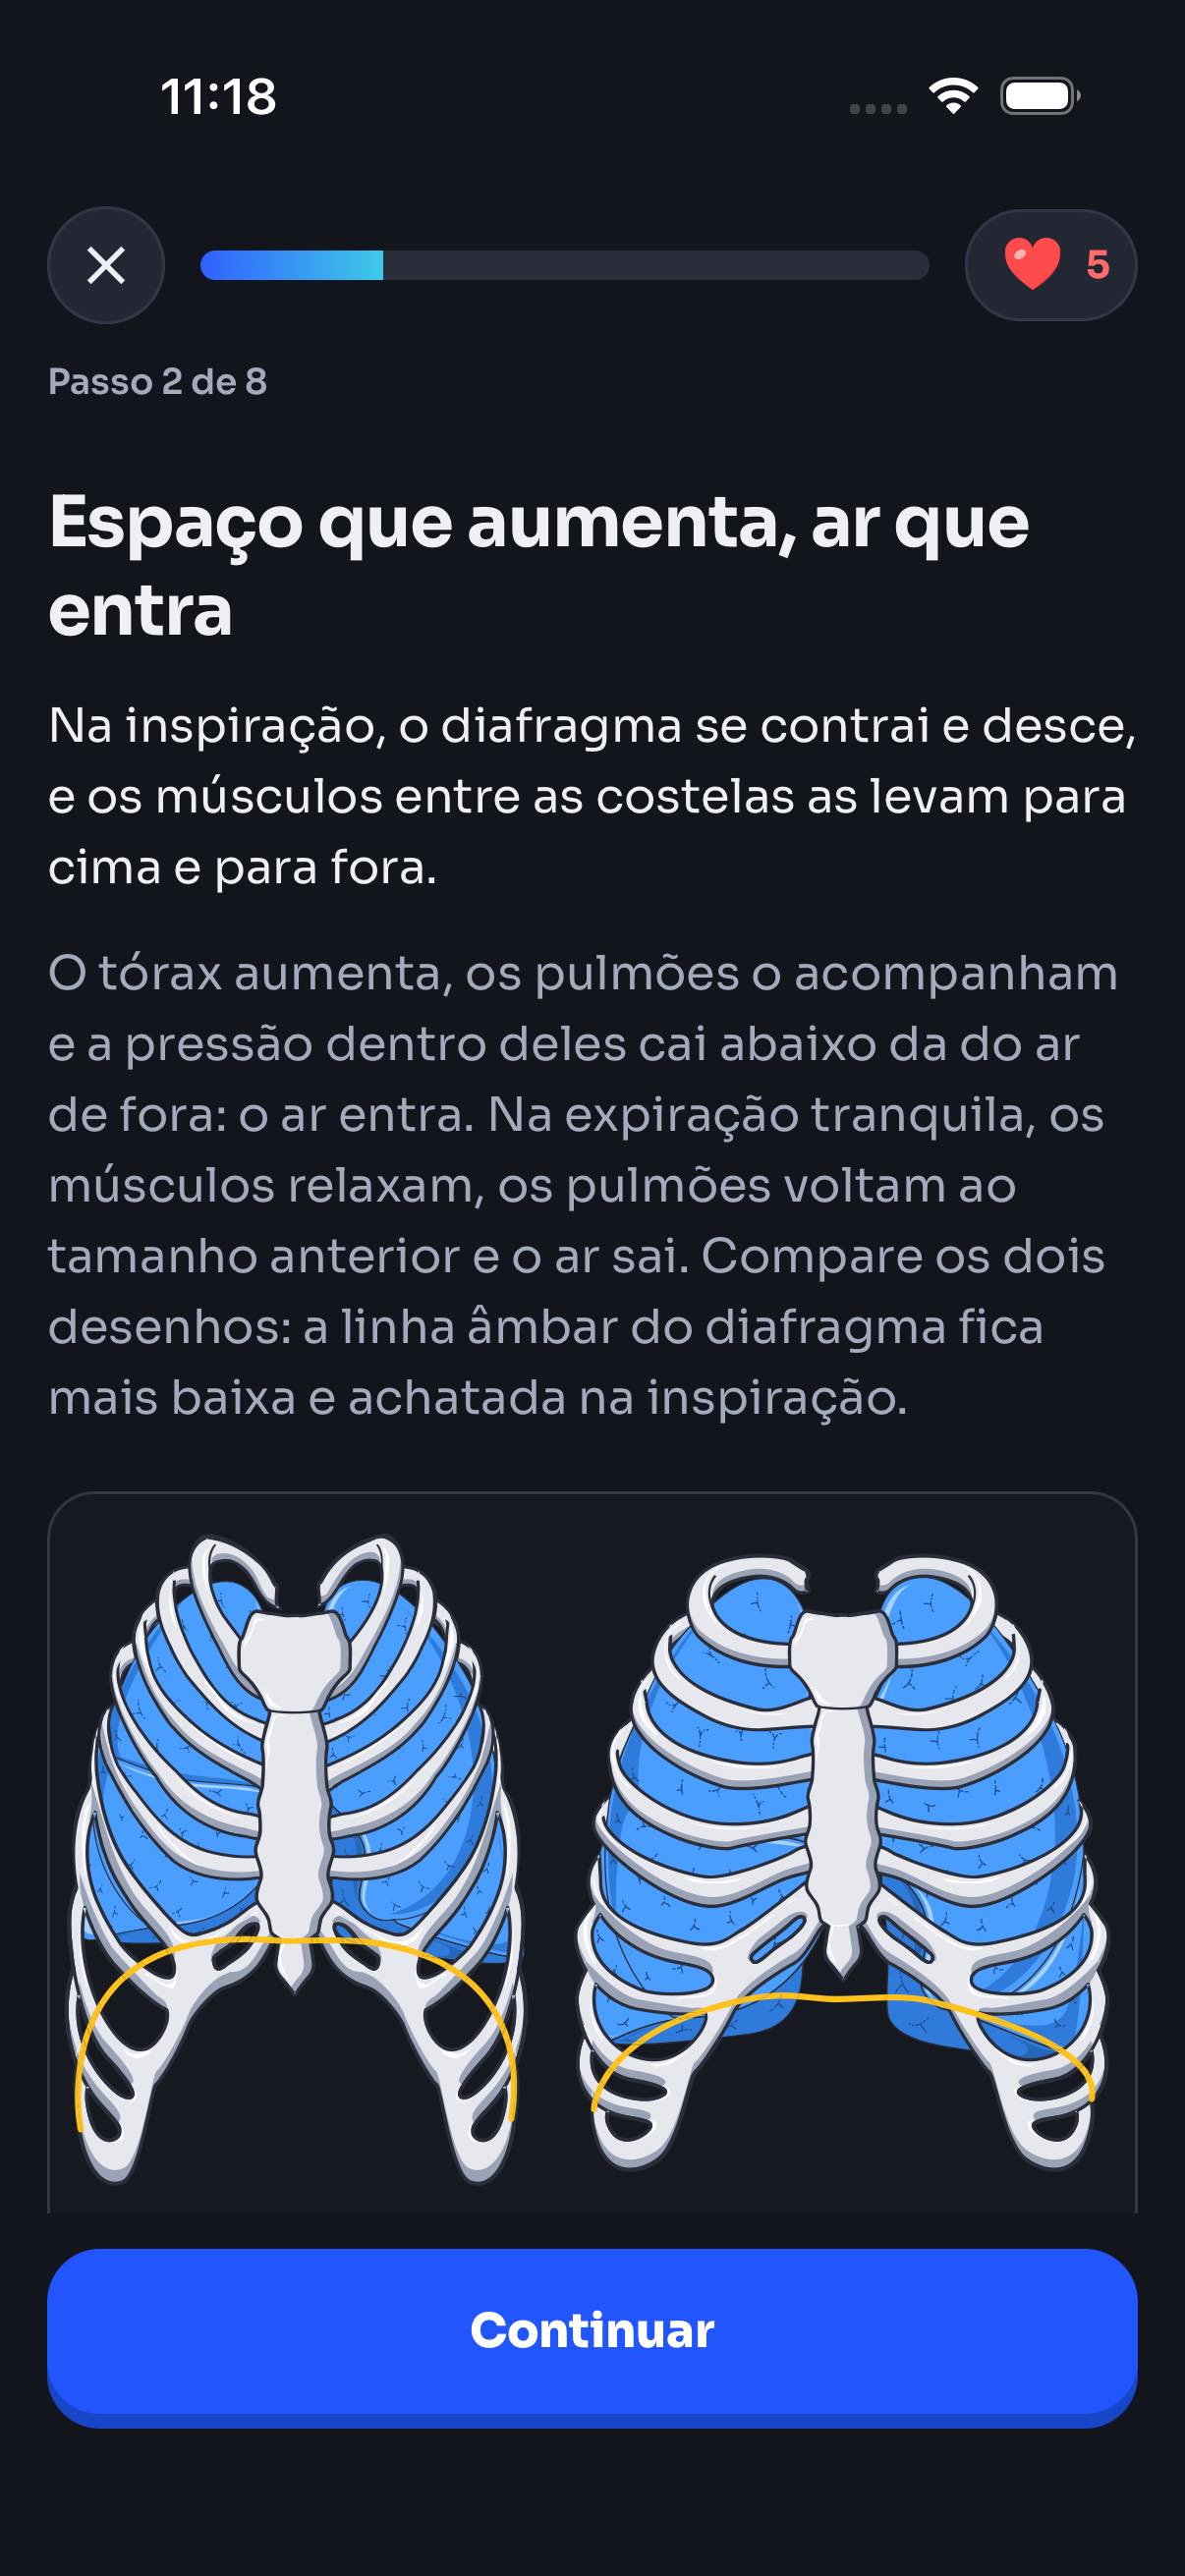 11:18
5
Passo 2 de 8
Espaço que aumenta, ar que
entra
Na inspiração, o diafragma se contrai e desce,
e os músculos entre as costelas as levam para
cima e para fora.
O tórax aumenta, os pulmões o acompanham
e a pressão dentro deles cai abaixo da do ar
de fora: o ar entra. Na expiração tranquila, os
músculos relaxam, os pulmões voltam ao
tamanho anterior e o ar sai. Compare os dois
desenhos: a linha âmbar do diafragma fica
mais baixa e achatada na inspiração.
Continuar